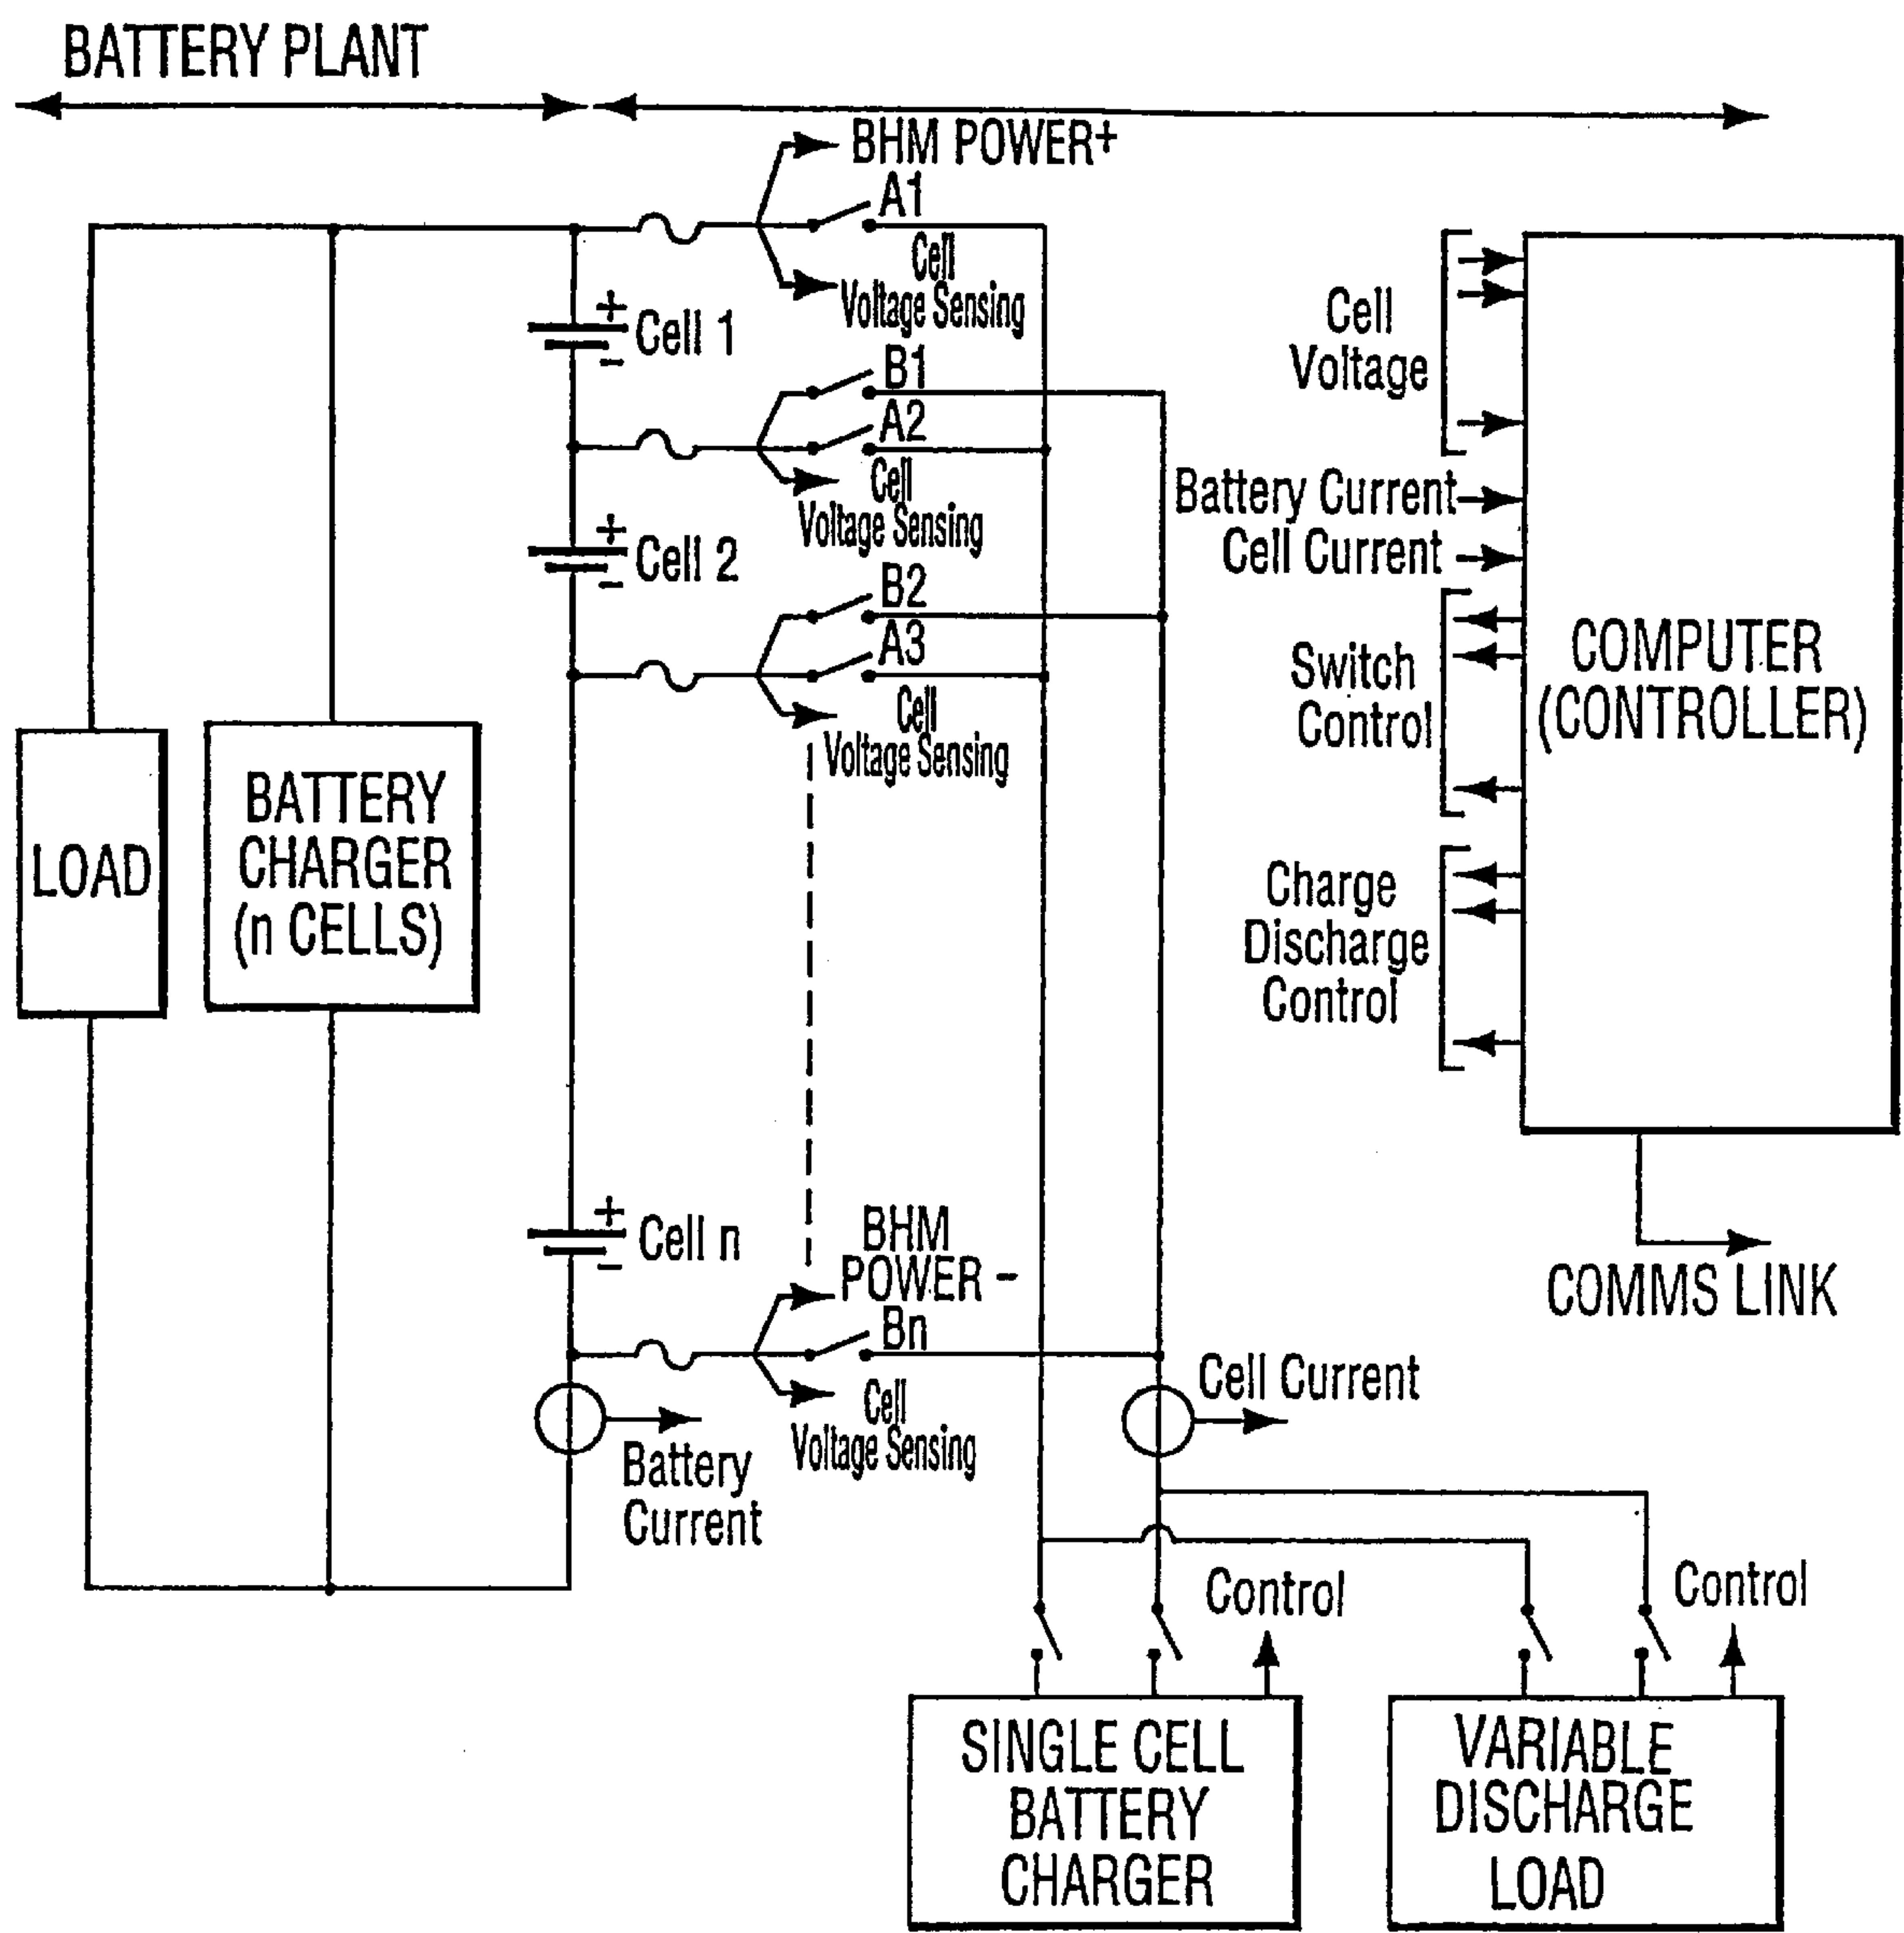 BATTERY PLANT
BHM POWER+
A1
Cell
Voltage Sensing
+
Cell 1
-
B1
A2
Cell
Voltage Sensing
+
Cell 2
-
B2
A3
Cell
Voltage Sensing
LOAD
BATTERY
CHARGER
(n CELLS)
+
Cell n
-
BHM
POWER -
Bn
Cell
Voltage Sensing
Battery
Current
Cell Current
Cell
Voltage
Battery Current
Cell Current
Switch
Control
Charge
Discharge
Control
COMPUTER
(CONTROLLER)
COMMS LINK
Control
Control
SINGLE CELL
BATTERY
CHARGER
VARIABLE
DISCHARGE
LOAD